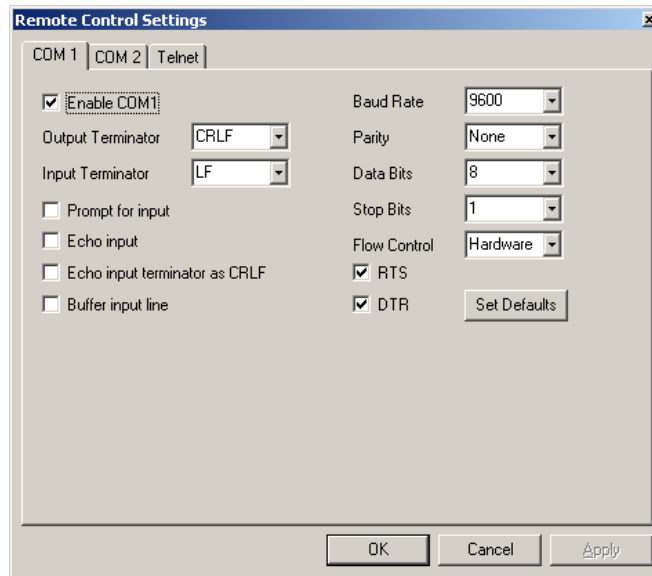 Remote Control Settings
COM 1 COM 2 Telnet
Enable COM1
Output Terminator CRLF
Input Terminator LF
Prompt for input
Echo input
Echo input terminator as CRLF
Buffer input line
Baud Rate 9600
Parity None
Data Bits 8
Stop Bits 1
Flow Control Hardware
RTS
DTR Set Defaults
OK Cancel Apply